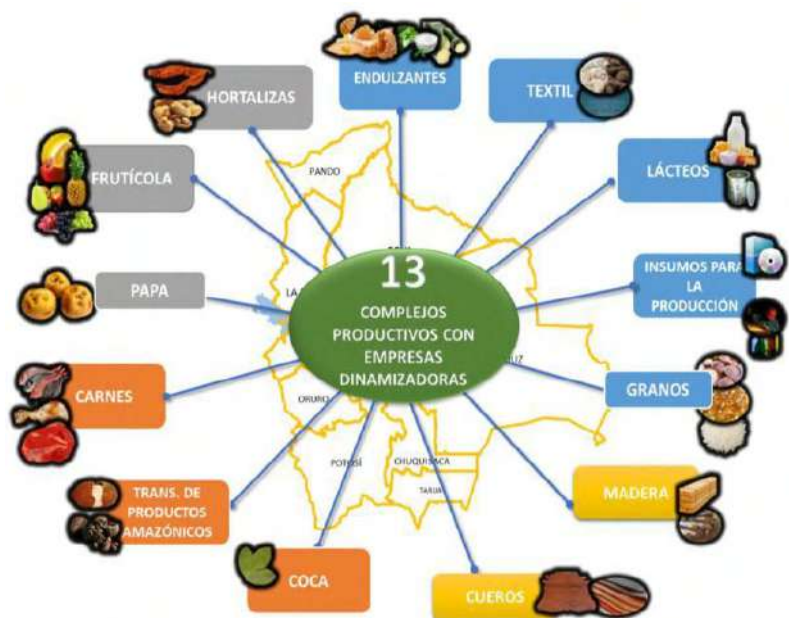 ENDULZANTES
TEXTIL
HORTALIZAS
LÁCTEOS
FRUTÍCOLA
PANDO
INSUMOS PARA
LA
PRODUCCIÓN
PAPA
13
COMPLEJOS
PRODUCTIVOS CON
EMPRESAS
DINAMIZADORAS
GRANOS
CARNES
ORURO
MADERA
POTOSÍ
CHUQUISACA
TARIJA
TRANS. DE
PRODUCTOS
AMAZÓNICOS
COCA
CUEROS